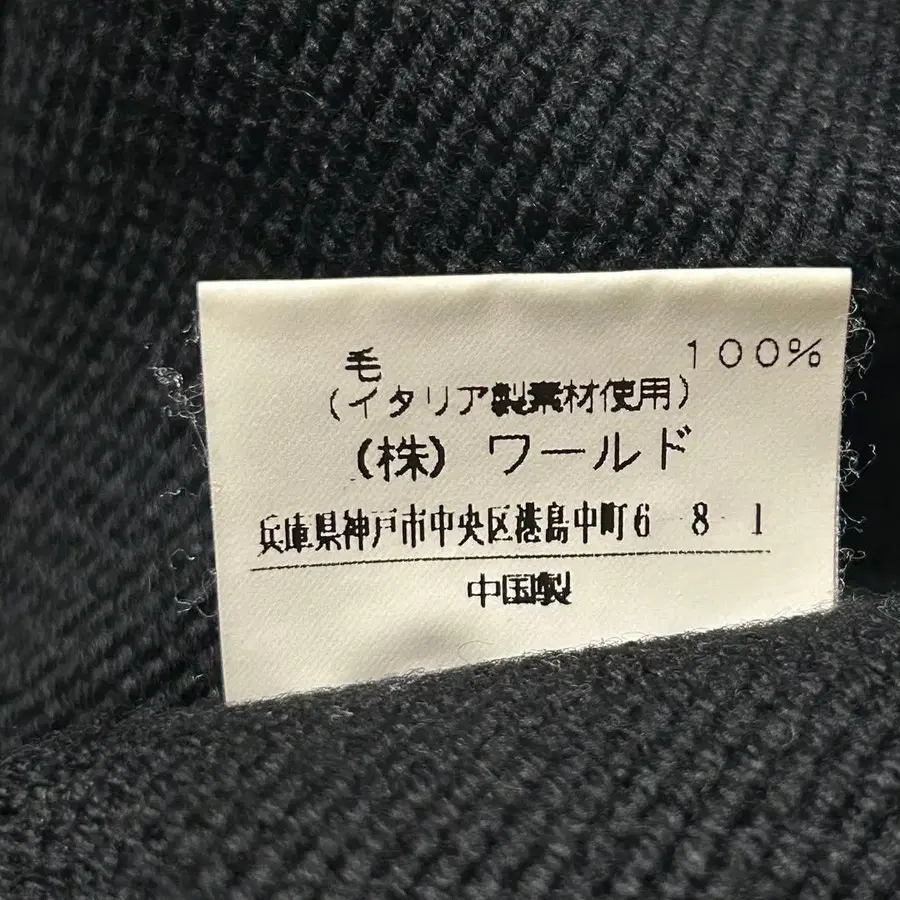 毛 100%
(イタリア製素材使用)
(株) ワールド
兵庫県神戸市中央区港島中町6 8 1
中国製